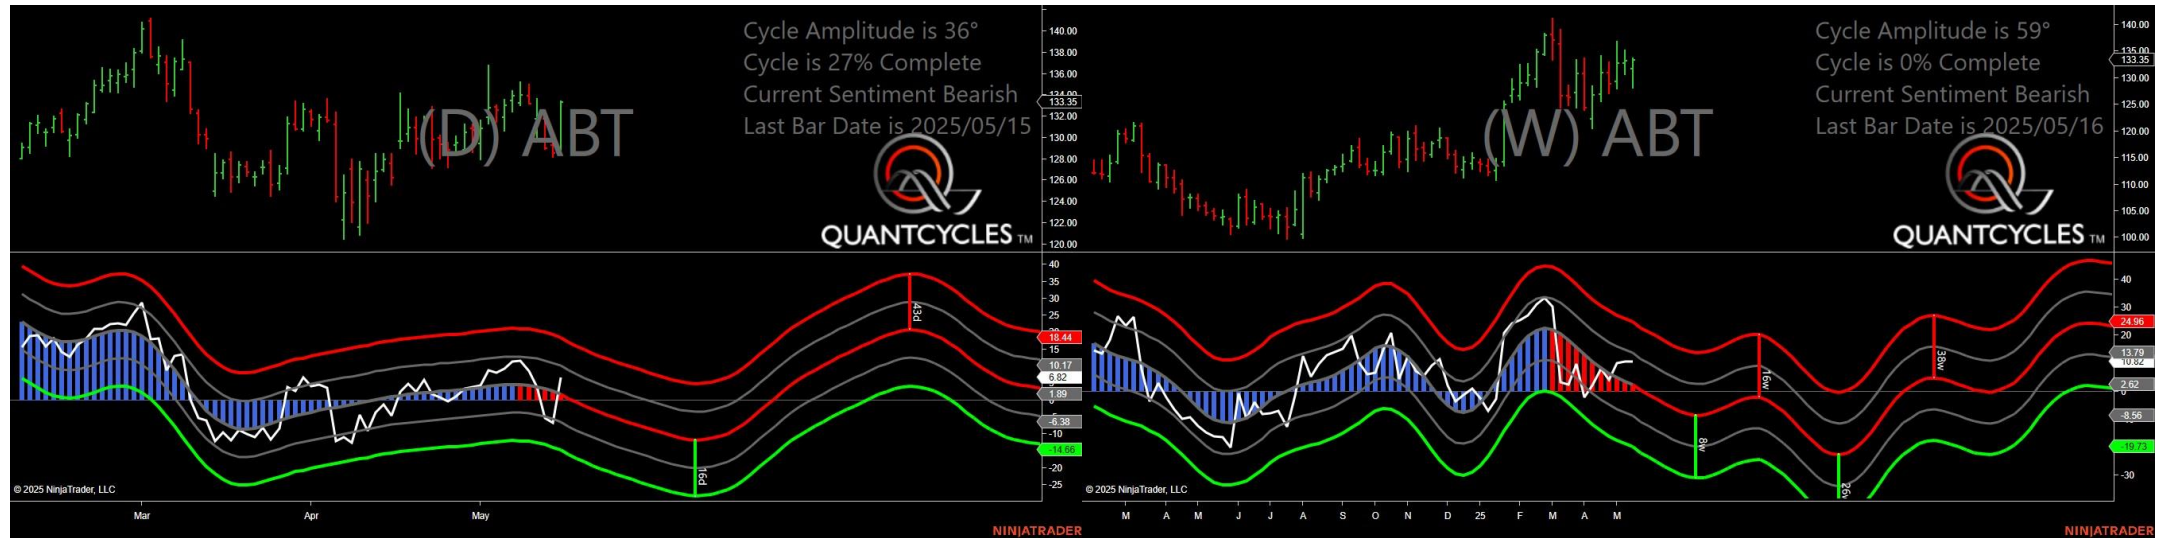 Cycle Amplitude is 36°
Cycle is 27% Complete
Current Sentiment Bearish
Last Bar Date is 2025/05/15
(D) ABT
QUANTCYCLES TM
140.00
138.00
136.00
134.00
133.35
132.00
130.00
128.00
126.00
124.00
122.00
120.00
40
35
30
25
18.44
15
10.17
6.82
1.89
-6.38
-10
-14.66
-20
-25
43d
16d
© 2025 NinjaTrader, LLC
Mar
Apr
May
NINJATRADER
Cycle Amplitude is 59°
Cycle is 0% Complete
Current Sentiment Bearish
Last Bar Date is 2025/05/16
(W) ABT
QUANTCYCLES TM
140.00
135.00
133.35
130.00
125.00
120.00
115.00
110.00
105.00
100.00
40
30
24.96
20
13.79
10.82
2.62
0
-8.56
-19.73
-30
16w
38w
8w
26w
© 2025 NinjaTrader, LLC
M A M J J A S O N D 25 F M A M
NINJATRADER